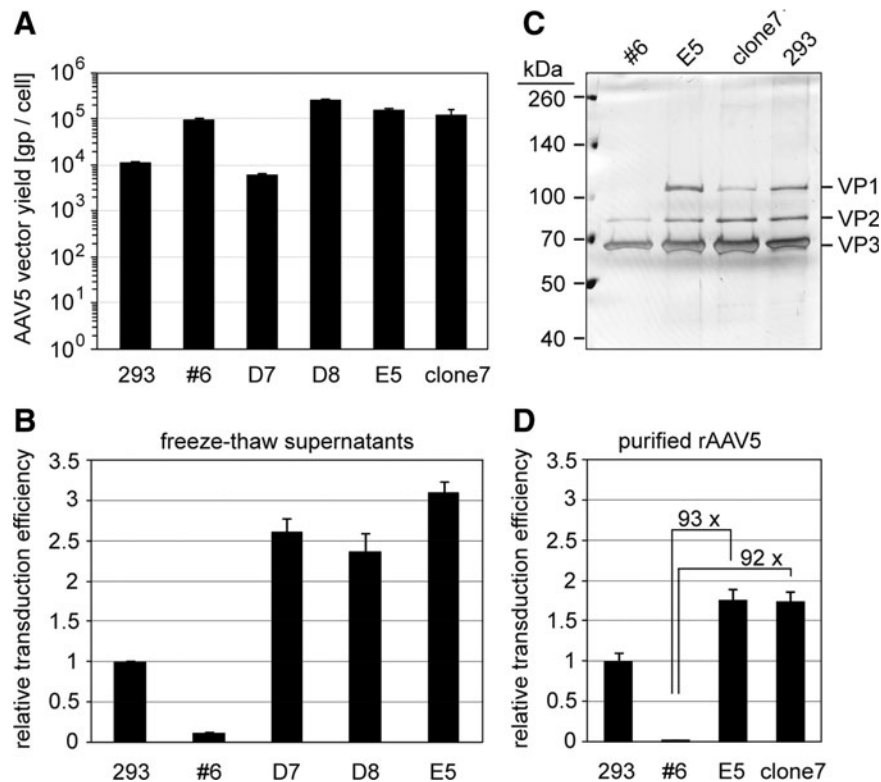 A
AAV5 vector yield [gp / cell]
10^6
10^5
10^4
10^3
10^2
10^1
10^0
293 #6 D7 D8 E5 clone7
B
freeze-thaw supernatants
relative transduction efficiency
3.5
3
2.5
2
1.5
1
0.5
0
293 #6 D7 D8 E5
C
#6 E5 clone7 293
kDa
260
140
100
70
50
40
VP1
VP2
VP3
D
purified rAAV5
relative transduction efficiency
3.5
3
2.5
2
1.5
1
0.5
0
93 x
92 x
293 #6 E5 clone7